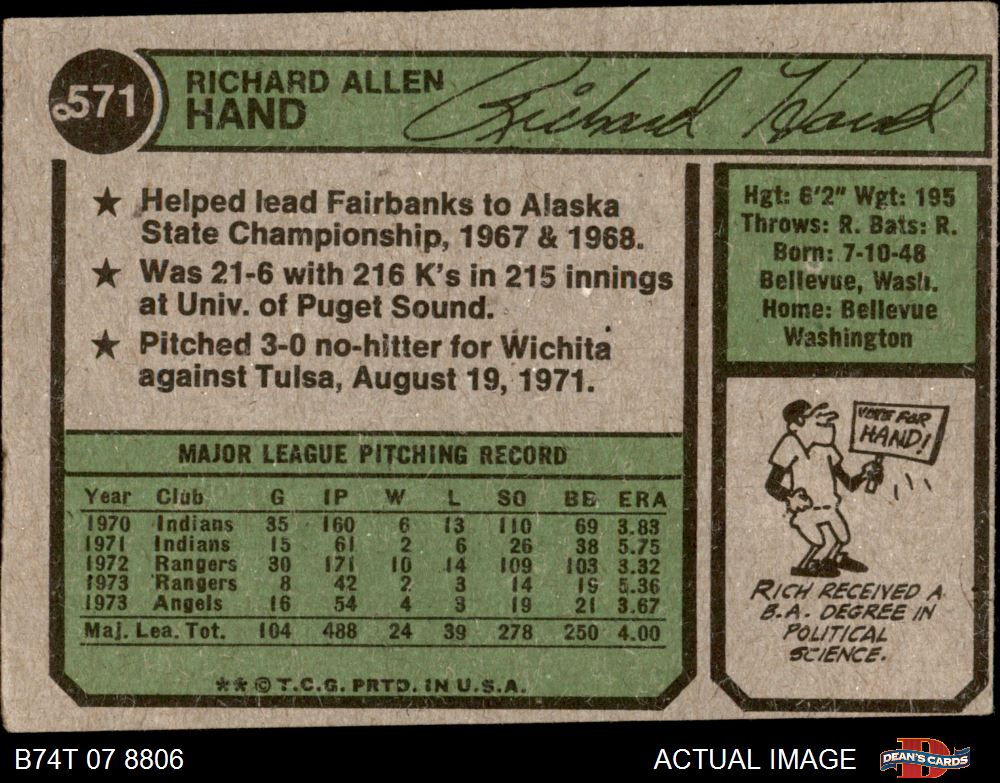 571
RICHARD ALLEN
HAND
Richard Hand
★ Helped lead Fairbanks to Alaska
State Championship, 1967 & 1968.
★ Was 21-6 with 216 K's in 215 innings
at Univ. of Puget Sound.
★ Pitched 3-0 no-hitter for Wichita
against Tulsa, August 19, 1971.
Hgt: 6'2" Wgt: 195
Throws: R. Bats: R.
Born: 7-10-48
Bellevue, Wash.
Home: Bellevue
Washington
MAJOR LEAGUE PITCHING RECORD
Year Club G IP W L SO BB ERA
1970 Indians 35 160 6 13 110 69 3.83
1971 Indians 15 61 2 6 26 38 5.75
1972 Rangers 30 171 10 14 109 103 3.32
1973 Rangers 8 42 2 3 14 19 5.36
1973 Angels 16 54 4 3 19 21 3.67
Maj. Lea. Tot. 104 488 24 39 278 250 4.00
** © T.C.G. PRTD. IN U.S.A.
VOTE FOR
HAND!
RICH RECEIVED A
B.A. DEGREE IN
POLITICAL
SCIENCE.
B74T 07 8806
ACTUAL IMAGE
DEAN'S CARDS